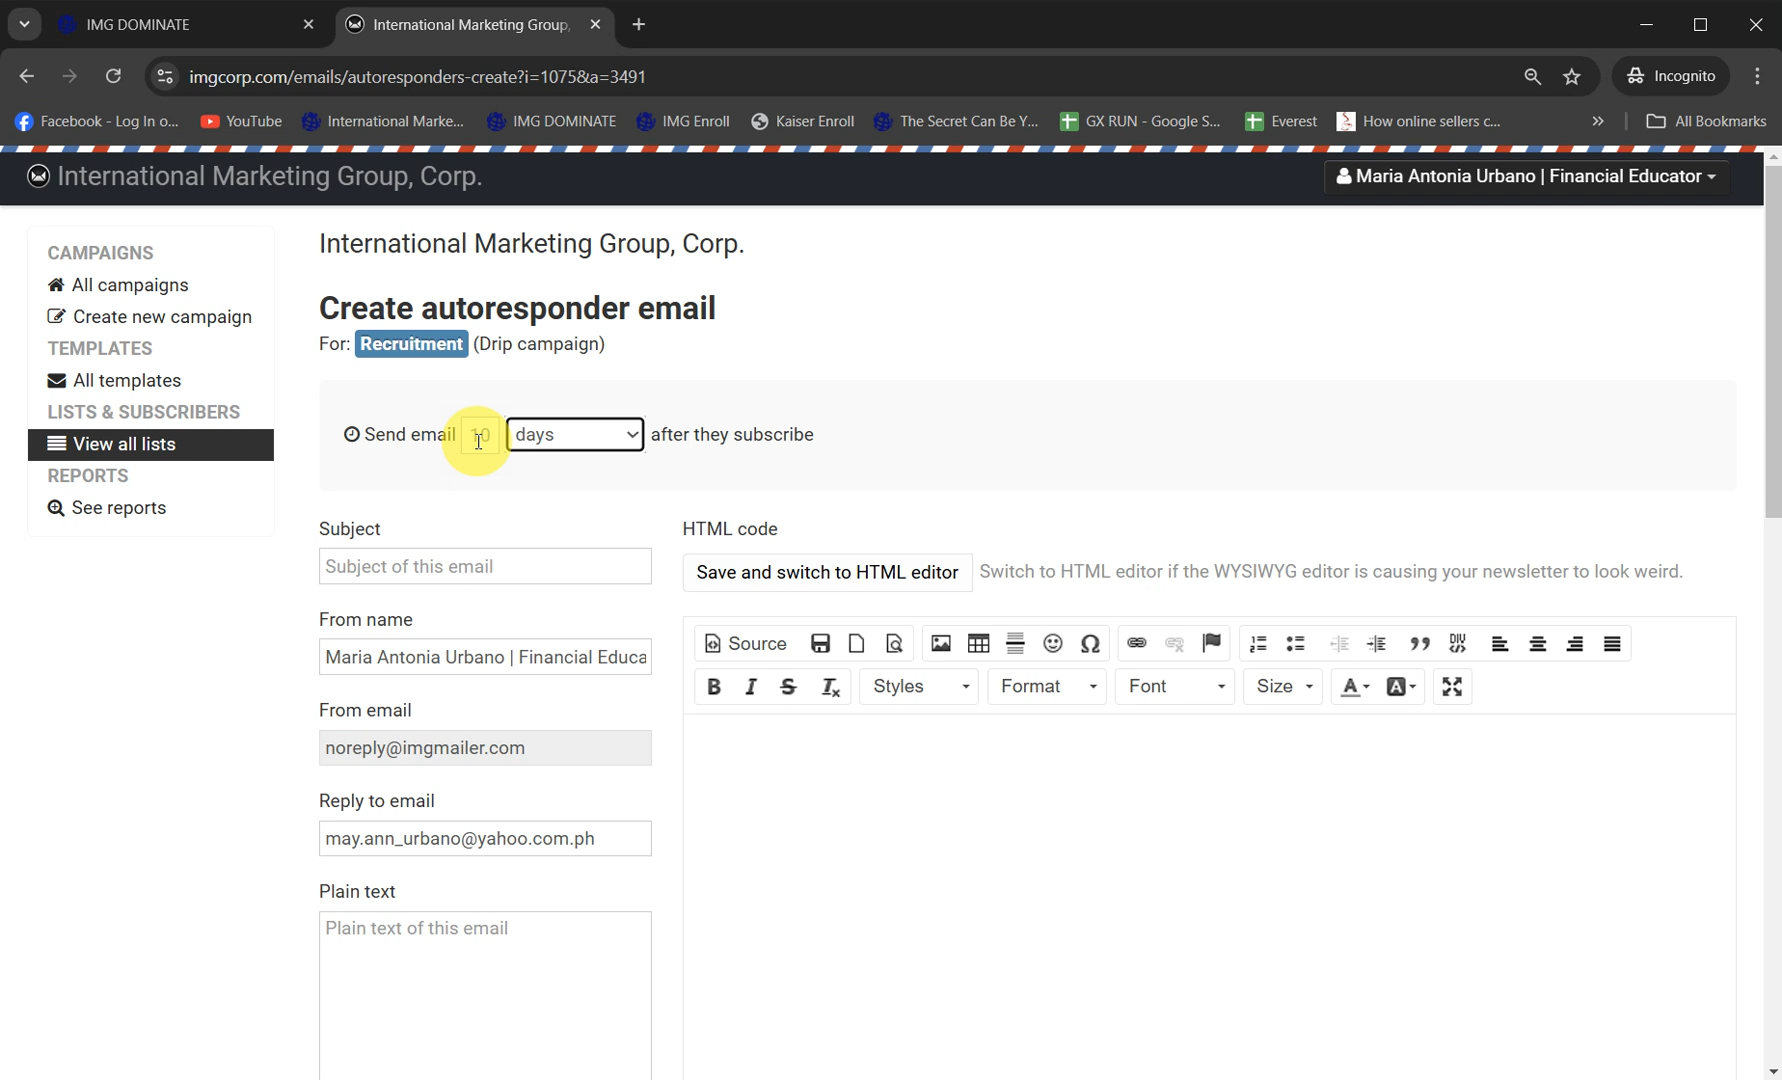 IMG DOMINATE
International Marketing Group,
imgcorp.com/emails/autoresponders-create?i=1075&a=3491
Incognito
Facebook - Log In o...
YouTube
International Marke...
IMG DOMINATE
IMG Enroll
Kaiser Enroll
The Secret Can Be Y...
GX RUN - Google S...
Everest
How online sellers c...
»
All Bookmarks
International Marketing Group, Corp.
Maria Antonia Urbano | Financial Educator
CAMPAIGNS
All campaigns
Create new campaign
TEMPLATES
All templates
LISTS & SUBSCRIBERS
View all lists
REPORTS
See reports
International Marketing Group, Corp.
Create autoresponder email
For: Recruitment (Drip campaign)
Send email 10 days after they subscribe
Subject
Subject of this email
From name
Maria Antonia Urbano | Financial Educa
From email
noreply@imgmailer.com
Reply to email
may.ann_urbano@yahoo.com.ph
Plain text
Plain text of this email
HTML code
Save and switch to HTML editor Switch to HTML editor if the WYSIWYG editor is causing your newsletter to look weird.
Source
Styles
Format
Font
Size